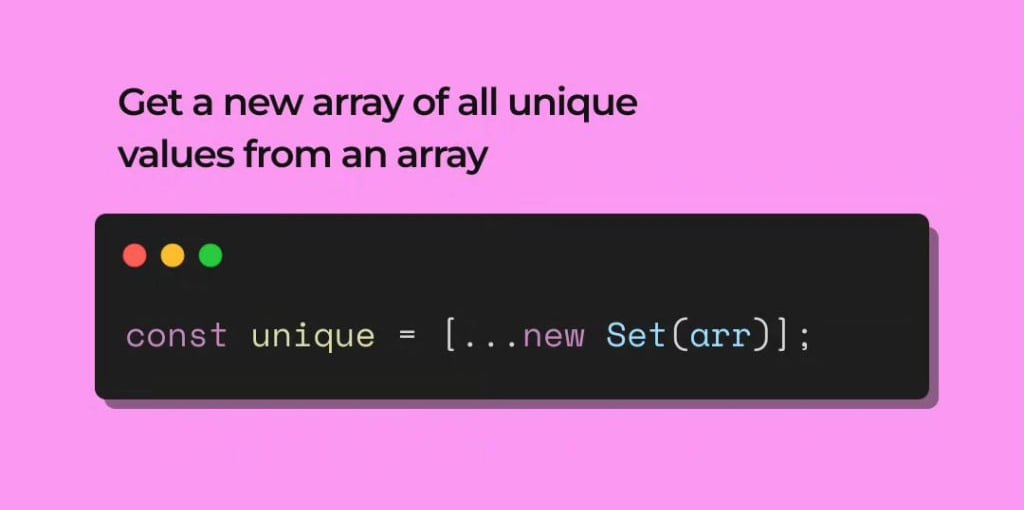 Get a new array of all unique
values from an array
const unique = [...new Set(arr)];